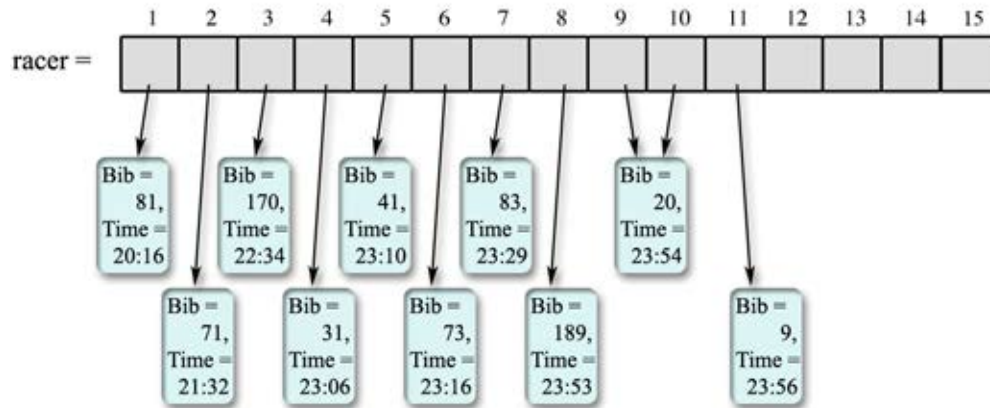 1 2 3 4 5 6 7 8 9 10 11 12 13 14 15
racer =
Bib =
81,
Time =
20:16
Bib =
170,
Time =
22:34
Bib =
41,
Time =
23:10
Bib =
83,
Time =
23:29
Bib =
20,
Time =
23:54
Bib =
71,
Time =
21:32
Bib =
31,
Time =
23:06
Bib =
73,
Time =
23:16
Bib =
189,
Time =
23:53
Bib =
9,
Time =
23:56